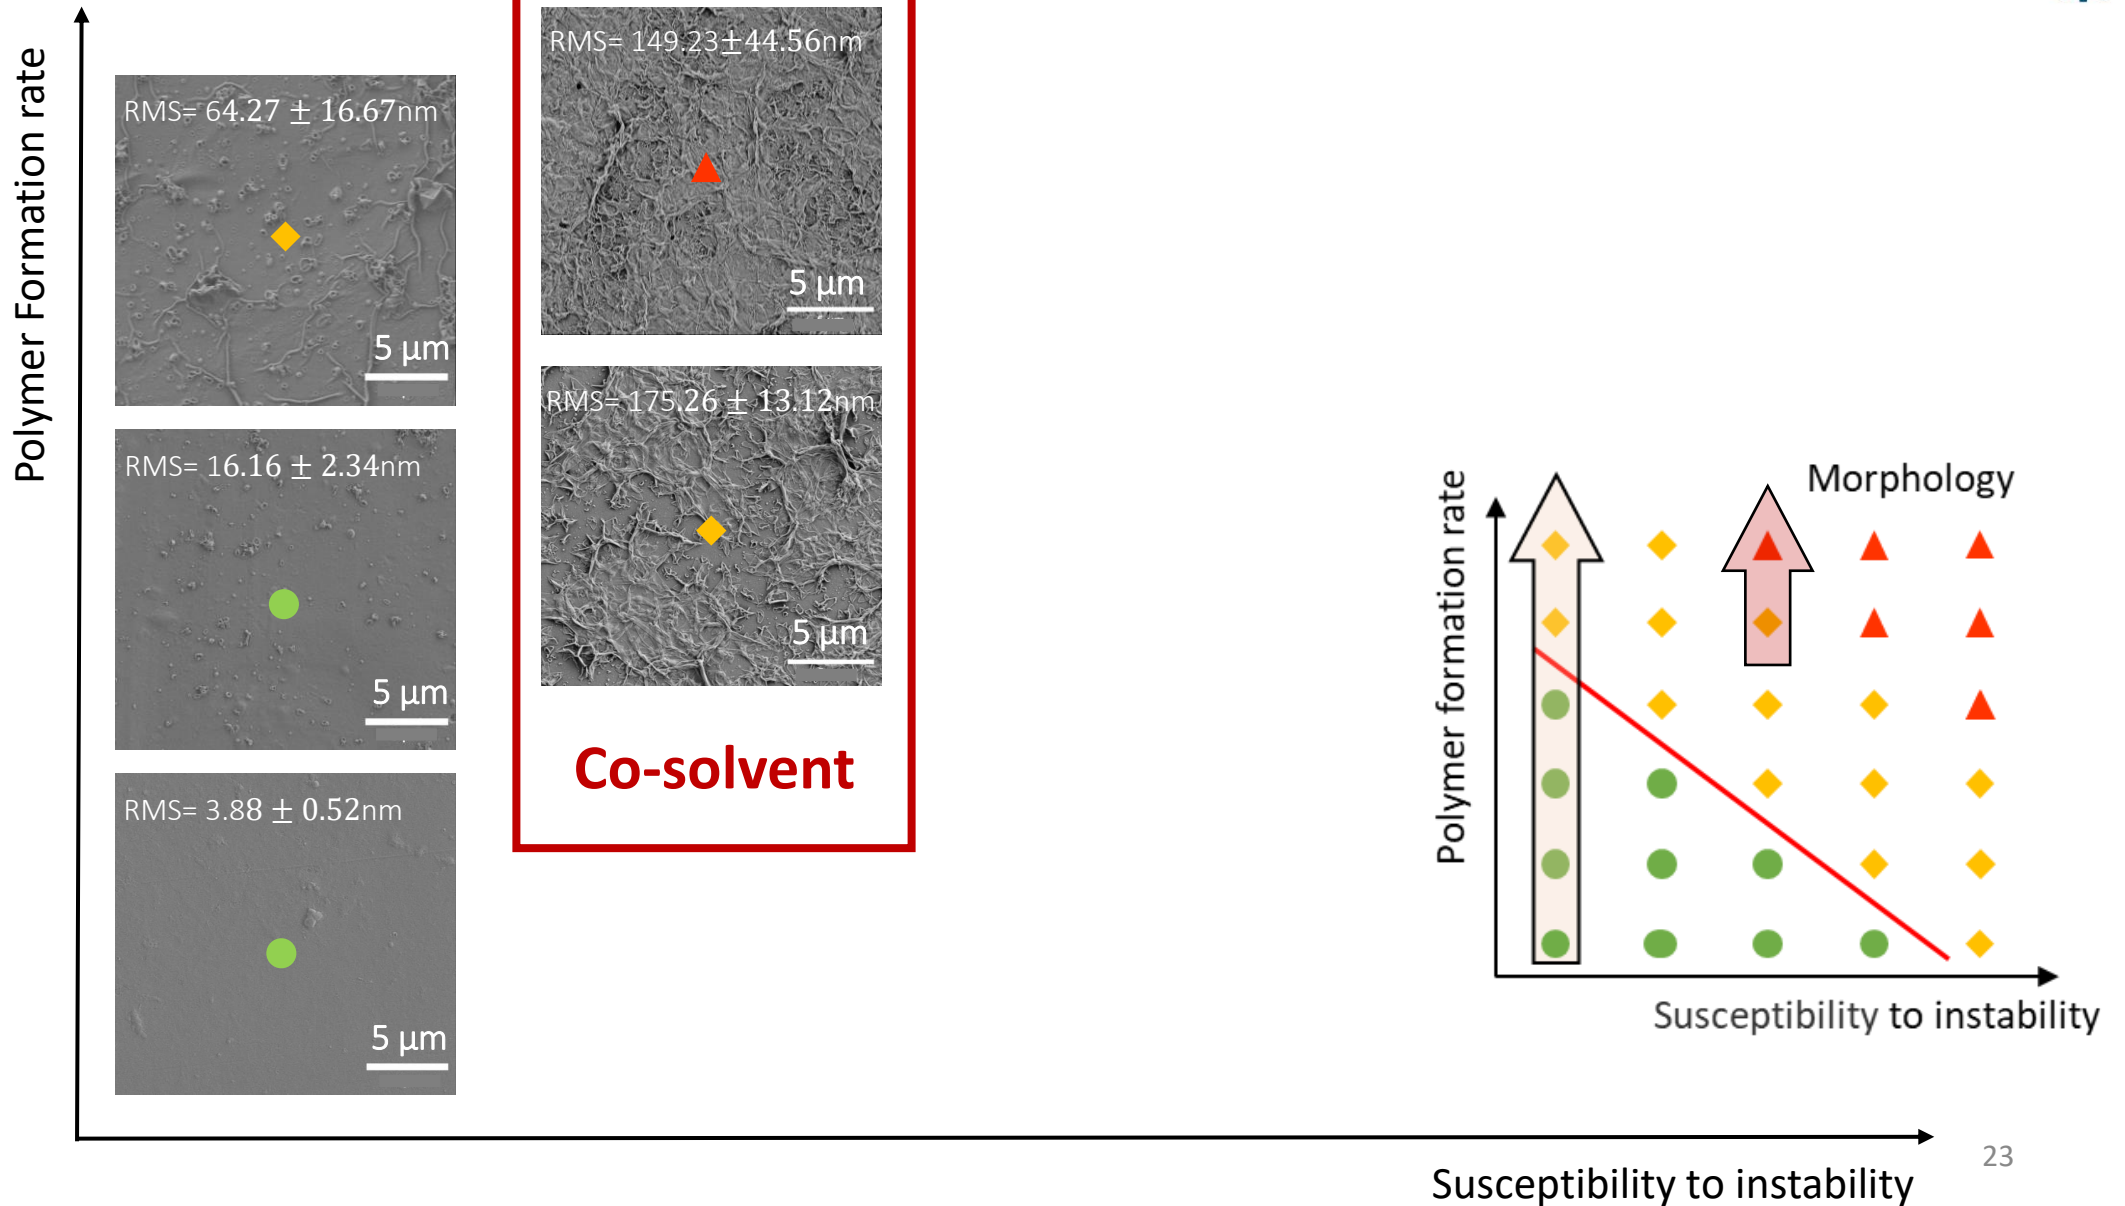 Polymer Formation rate
RMS= 64.27 ± 16.67nm
5 µm
RMS= 16.16 ± 2.34nm
5 µm
RMS= 3.88 ± 0.52nm
5 µm
RMS= 149.23±44.56nm
5 µm
RMS= 175.26 ± 13.12nm
5 µm
Co-solvent
Morphology
Polymer formation rate
Susceptibility to instability
Susceptibility to instability
23